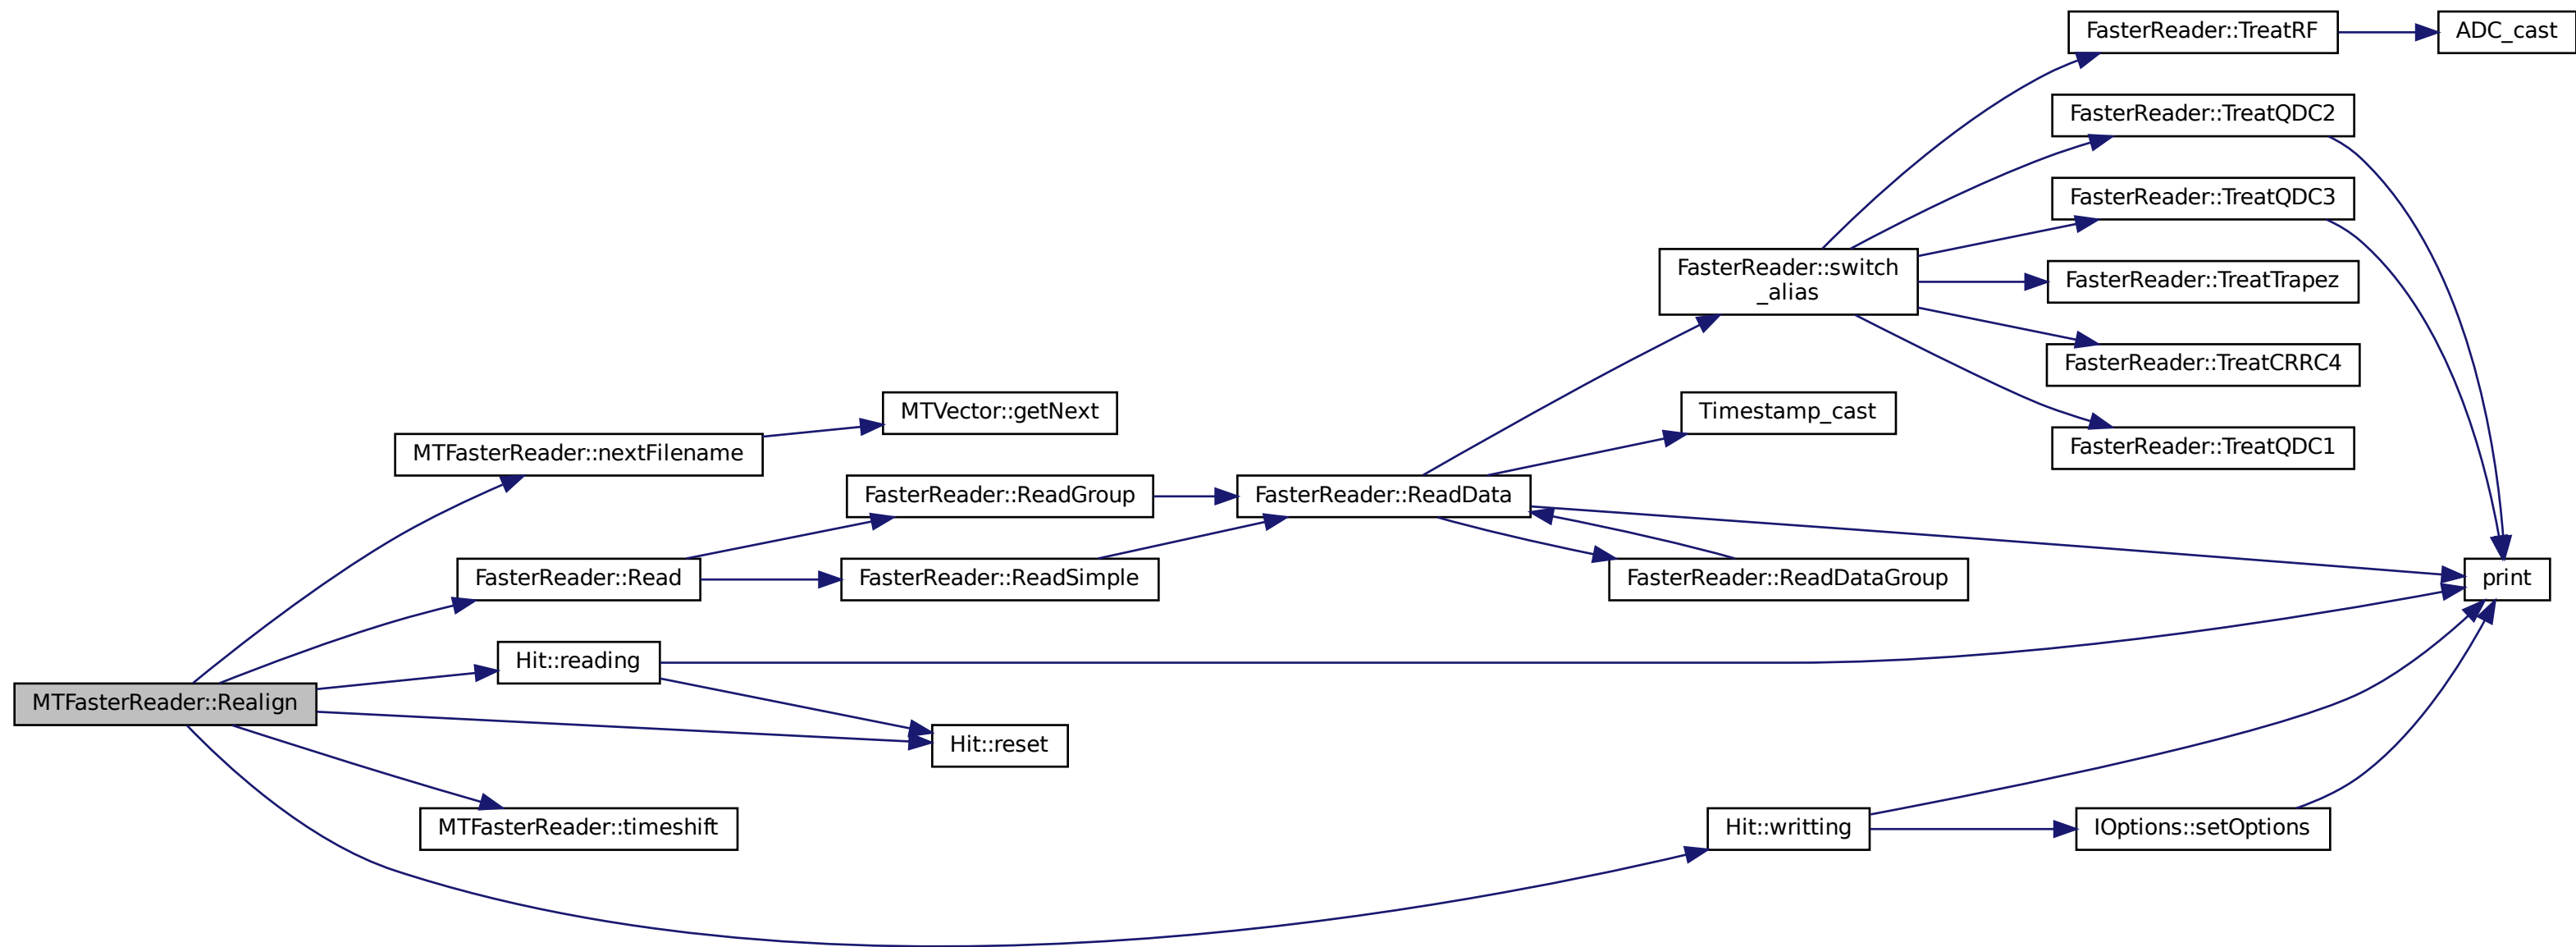 FasterReader::TreatRF
ADC_cast
FasterReader::TreatQDC2
FasterReader::TreatQDC3
FasterReader::switch
_alias
FasterReader::TreatTrapez
FasterReader::TreatCRRC4
MTVector::getNext
Timestamp_cast
FasterReader::TreatQDC1
MTFasterReader::nextFilename
FasterReader::ReadGroup
FasterReader::ReadData
FasterReader::Read
FasterReader::ReadSimple
FasterReader::ReadDataGroup
print
Hit::reading
MTFasterReader::Realign
Hit::reset
MTFasterReader::timeshift
Hit::writting
IOptions::setOptions